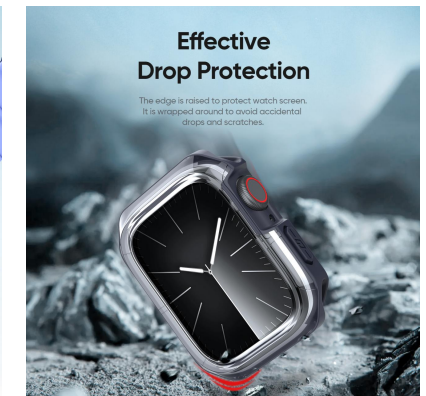 Effective
Drop Protection
The edge is raised to protect watch screen.
It is wrapped around to avoid accidental
drops and scratches.